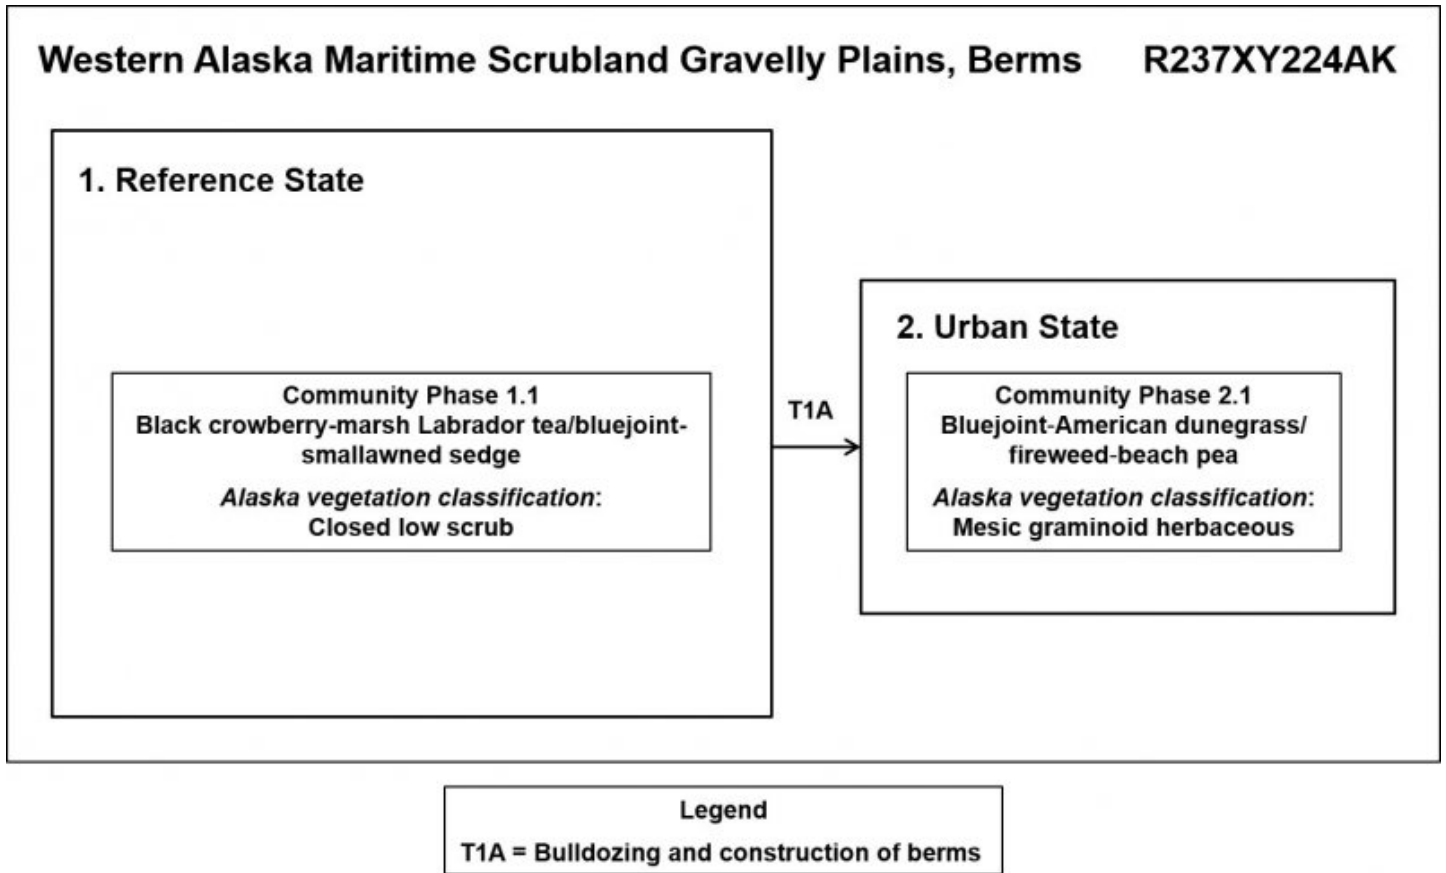 Western Alaska Maritime Scrubland Gravelly Plains, Berms R237XY224AK
1. Reference State
Community Phase 1.1
Black crowberry-marsh Labrador tea/bluejoint-
smallawned sedge
Alaska vegetation classification:
Closed low scrub
T1A
2. Urban State
Community Phase 2.1
Bluejoint-American dunegrass/
fireweed-beach pea
Alaska vegetation classification:
Mesic graminoid herbaceous
Legend
T1A = Bulldozing and construction of berms